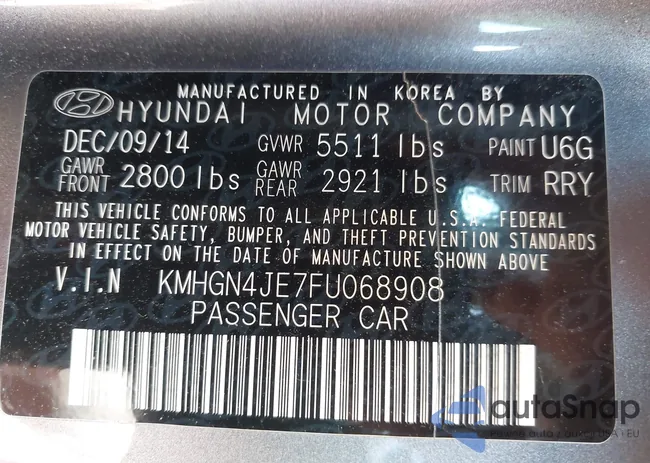 MANUFACTURED IN KOREA BY
HYUNDAI MOTOR COMPANY
DEC/09/14 GVWR 5511 lbs PAINT U6G
GAWR FRONT 2800 lbs GAWR REAR 2921 lbs TRIM RRY
THIS VEHICLE CONFORMS TO ALL APPLICABLE U.S.A. FEDERAL
MOTOR VEHICLE SAFETY, BUMPER, AND THEFT PREVENTION STANDARDS
IN EFFECT ON THE DATE OF MANUFACTURE SHOWN ABOVE
V.I.N KMHGN4JE7FU068908
PASSENGER CAR
autoSnap